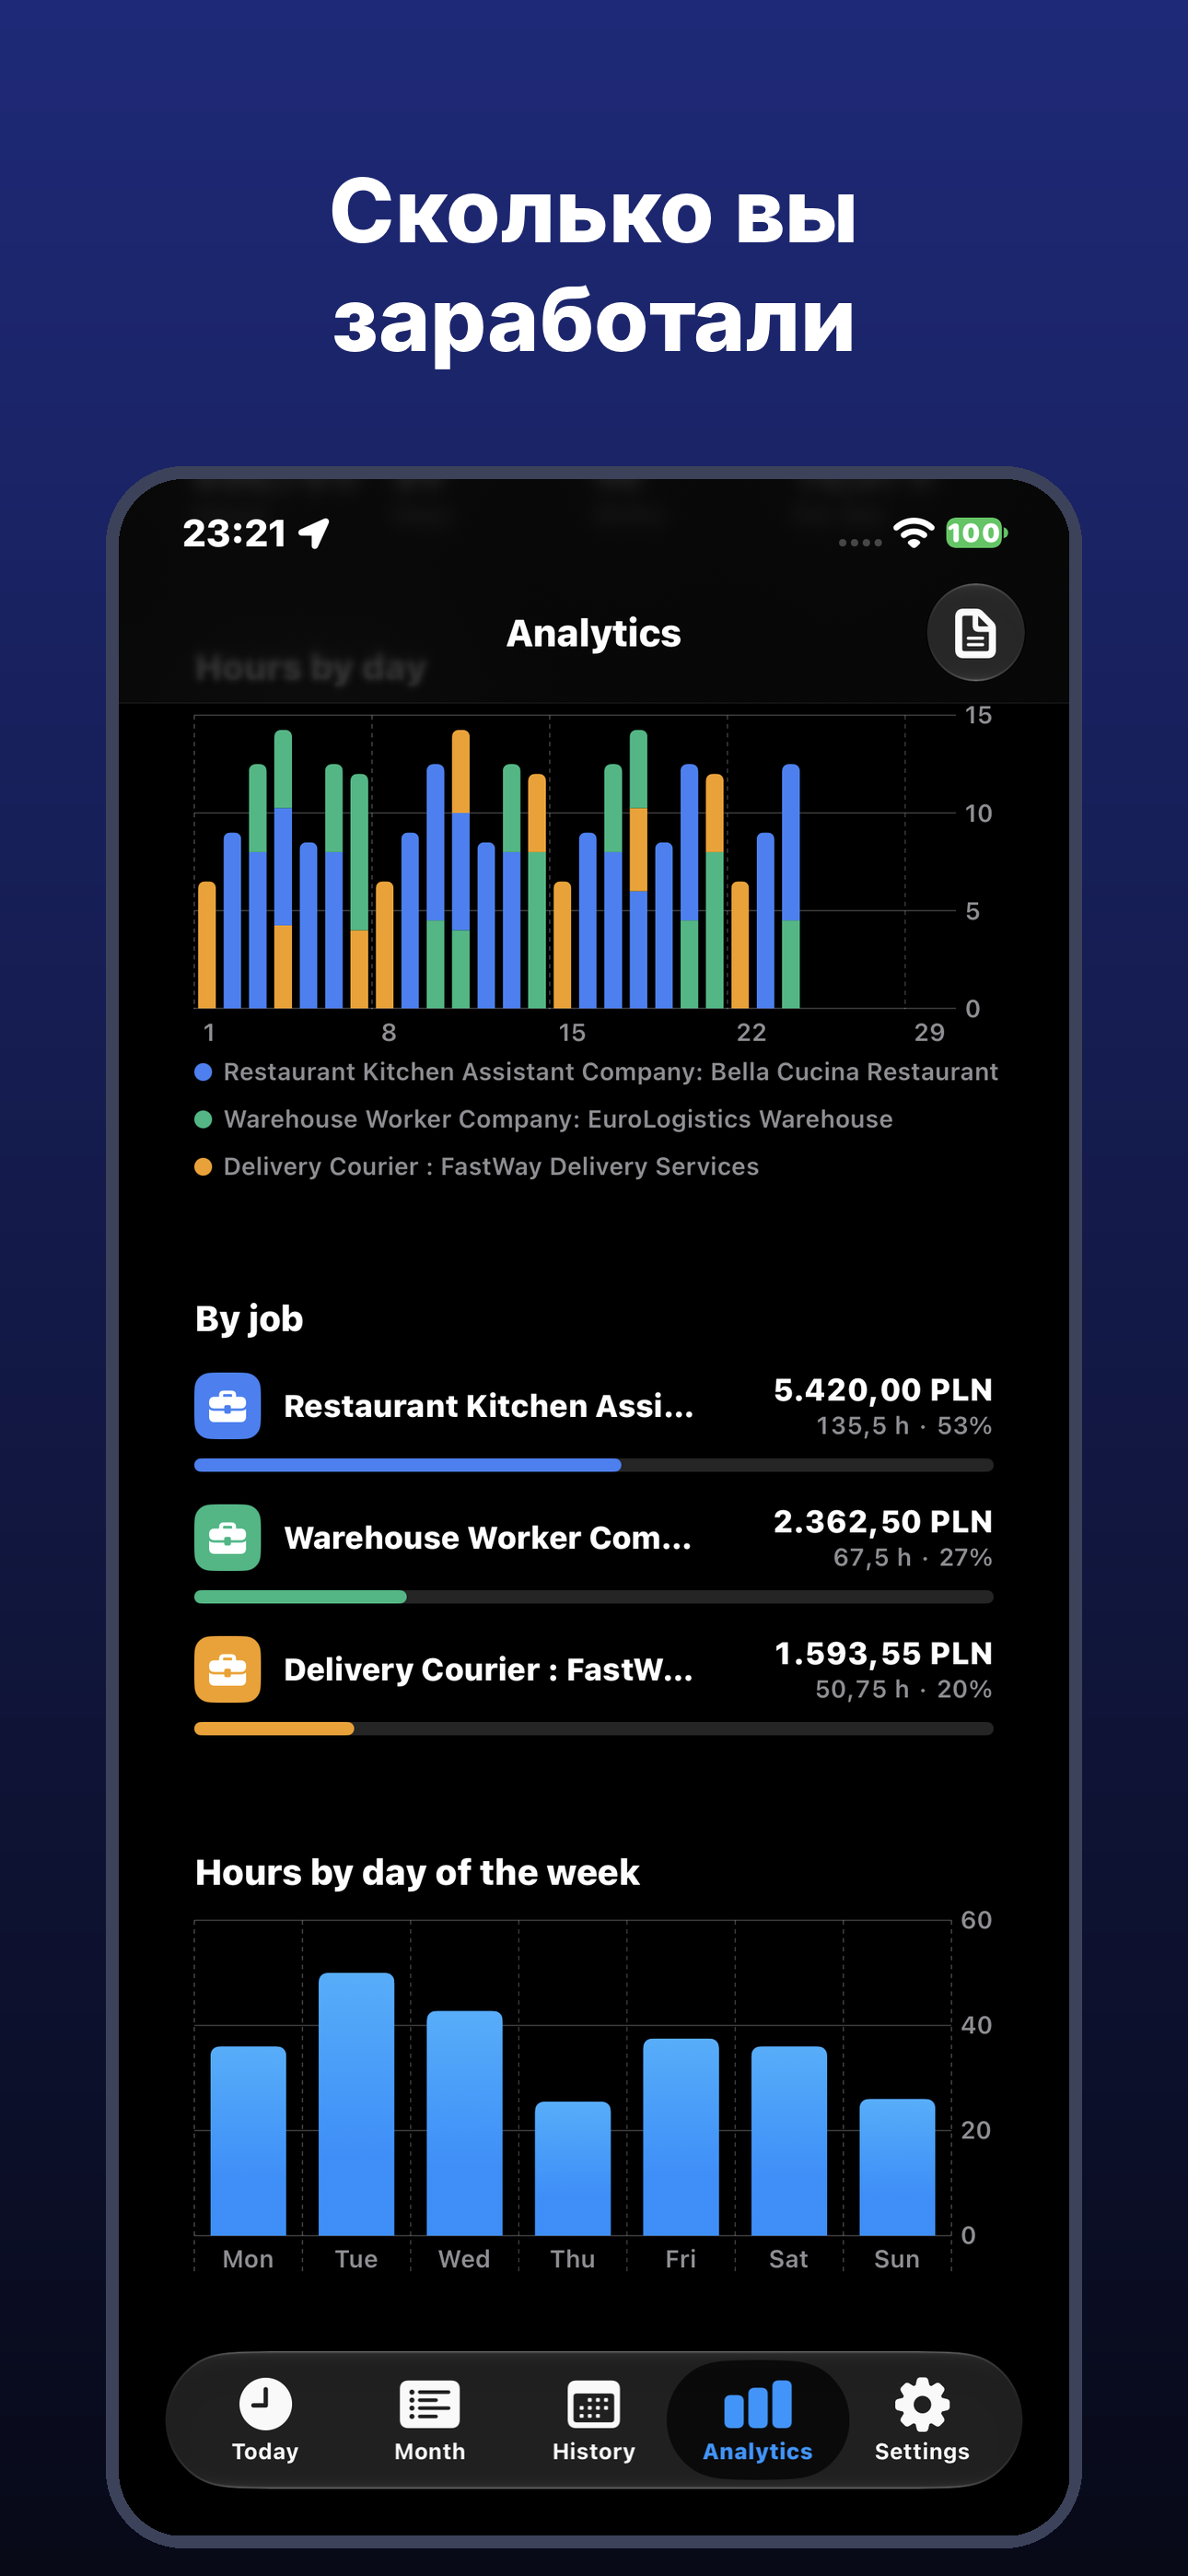 Сколько вы
заработали
23:21
100
Analytics
Hours by day
15
10
5
0
1 8 15 22 29
Restaurant Kitchen Assistant Company: Bella Cucina Restaurant
Warehouse Worker Company: EuroLogistics Warehouse
Delivery Courier : FastWay Delivery Services
By job
Restaurant Kitchen Assi...
5.420,00 PLN
135,5 h · 53%
Warehouse Worker Com...
2.362,50 PLN
67,5 h · 27%
Delivery Courier : FastW...
1.593,55 PLN
50,75 h · 20%
Hours by day of the week
60
40
20
0
Mon Tue Wed Thu Fri Sat Sun
Today Month History Analytics Settings